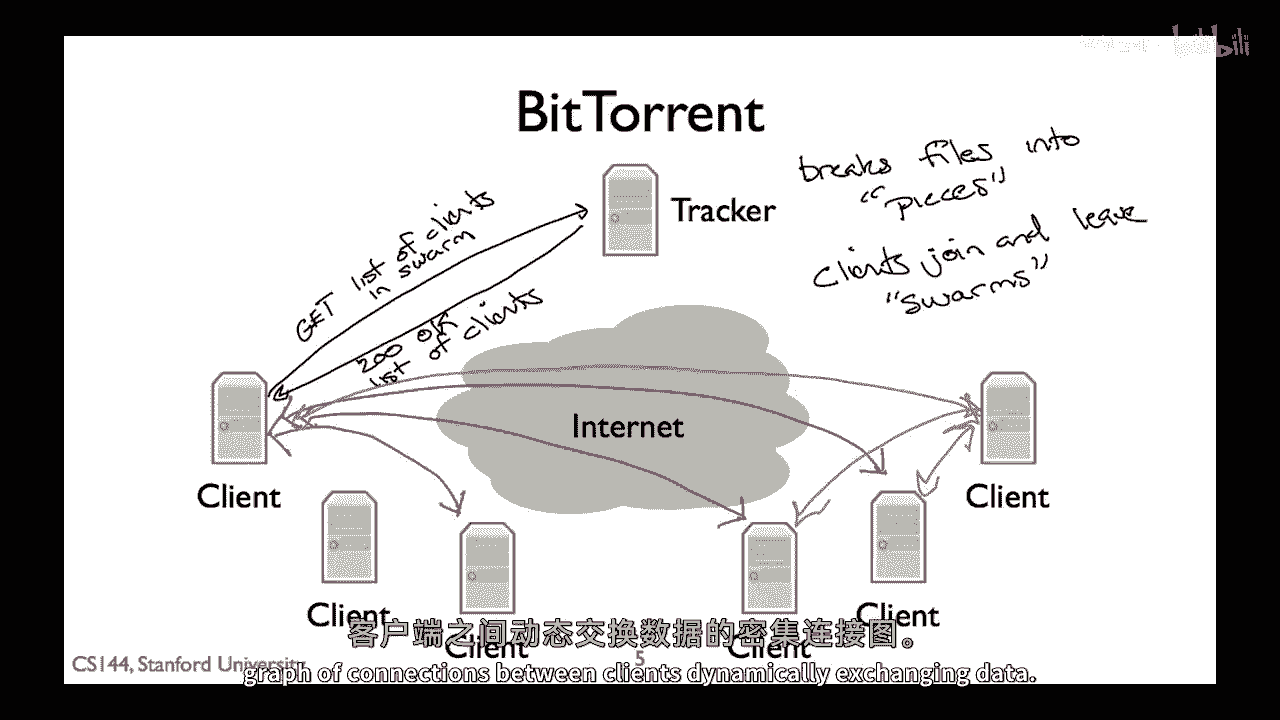 bilibili
BitTorrent
breaks files into
"pieces"
Tracker
Clients join and leave
"swarms"
GET list of clients
in swarm
200 OK
list of clients
Internet
Client
Client
Client
Client
Client
Client
客户端之间动态交换数据的密集连接图。
CS144, Stanford University
5
graph of connections between clients dynamically exchanging data.